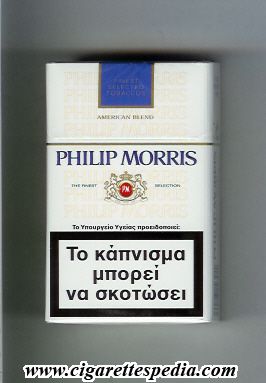 FINEST
SELECTED
TOBACCOS
AMERICAN BLEND
PHILIP MORRIS
THE FINEST SELECTION
PM
Το Υπουργείο Υγείας προειδοποιεί:
Το κάπνισμα
μπορεί
να σκοτώσει
www.cigarettespedia.com